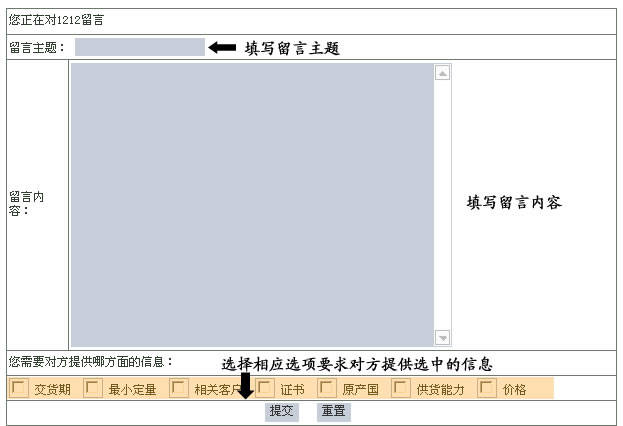 您正在对1212留言
留言主题： 填写留言主题
留言内
容：
填写留言内容
您需要对方提供哪方面的信息：
选择相应选项要求对方提供选中的信息
交货期 最小定量 相关客户 证书 原产国 供货能力 价格
提交 重置